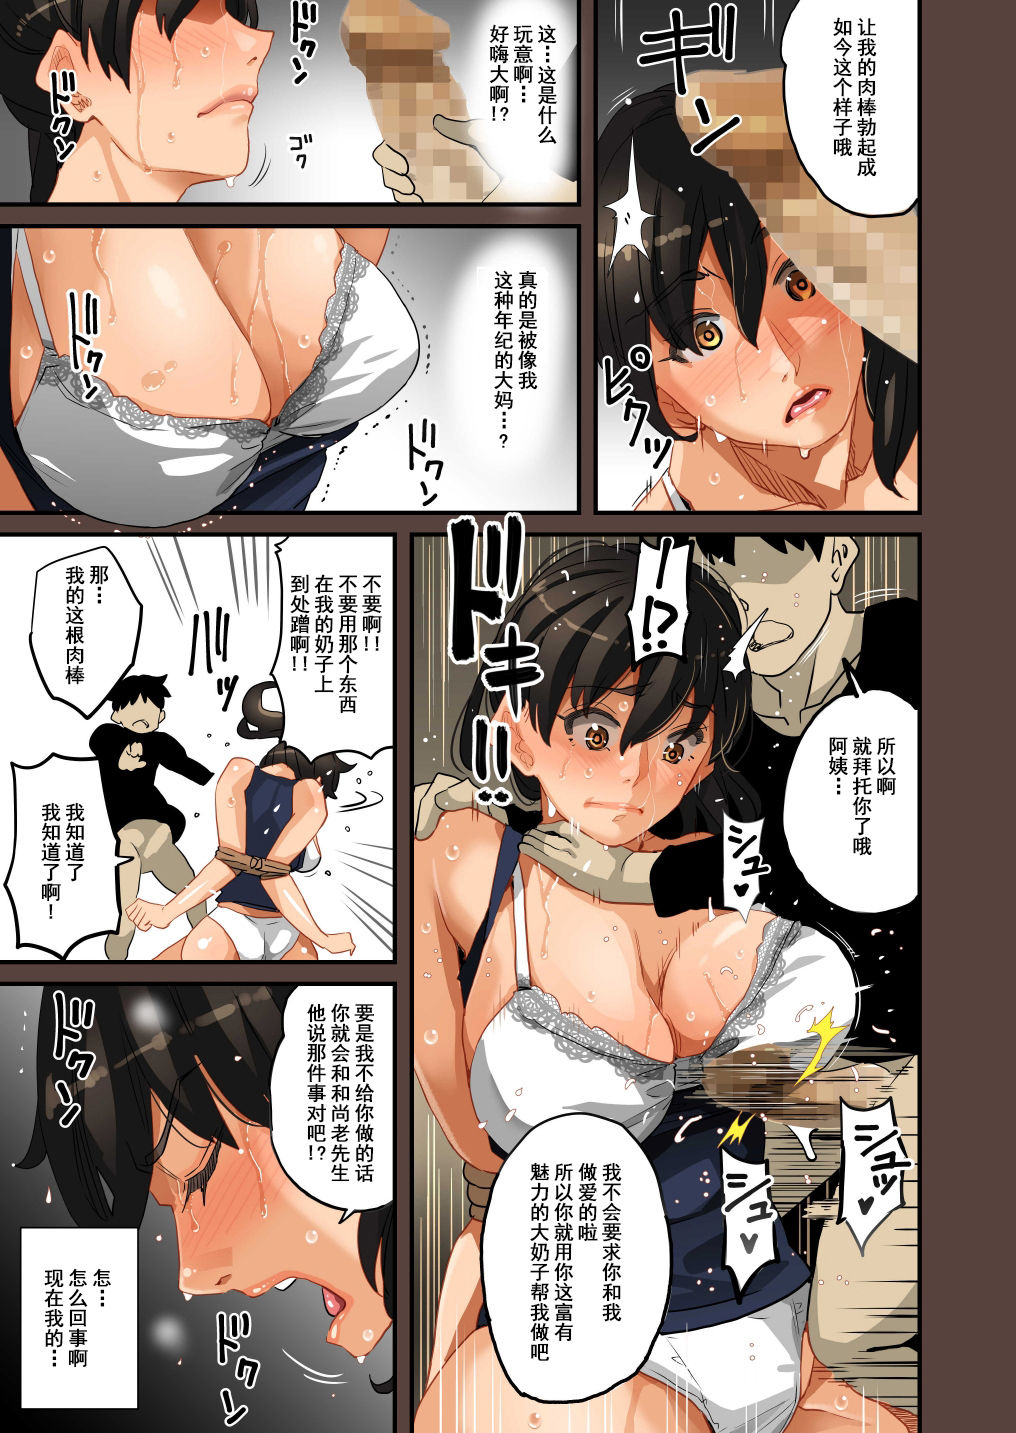 让我的肉棒勃起成
如今这个样子哦
ドキン
ピクッ
这…这是什么
玩意啊…
好嗨大啊!?
ドクン
ゴク
ドクン
真的是被像我
这种年纪的大妈…?
ドクン
ドクン
!?
所以啊
就拜托你了哦
阿姨…
ドキ!!
シュ♥
シュッ♥
シュ♥
我不会要求你和我
做爱的啦
所以你就用你这富有
魅力的大奶子帮我做吧
不要啊!!
不要用那个东西
在我的奶子上
到处蹭啊!!
ビクッ
那…
我的这根肉棒
我知道了
我知道了啊!
要是我不给你做的话
你就会和和尚老先生
他说那件事对吧!?
ドクン
ドクン
怎…
怎么回事啊
现在我的…